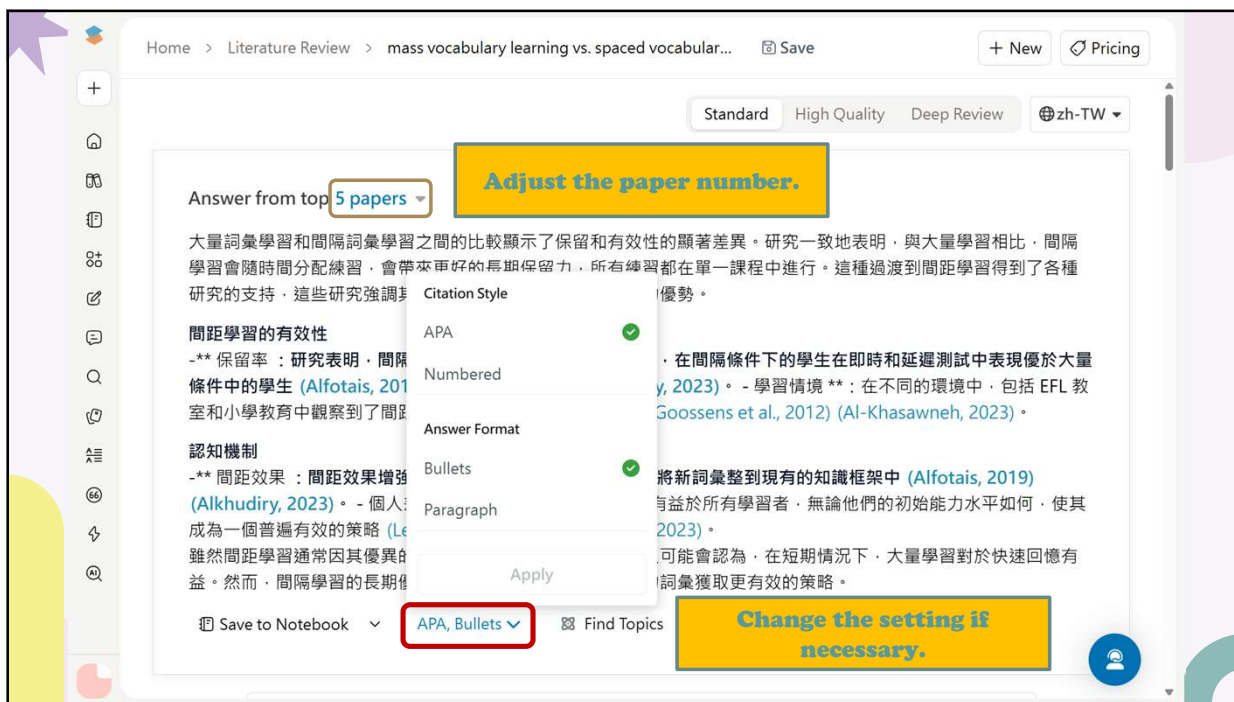 Home > Literature Review > mass vocabulary learning vs. spaced vocabular... Save + New Pricing
Standard High Quality Deep Review zh-TW
Adjust the paper number.
Answer from top 5 papers
大量詞彙學習和間隔詞彙學習之間的比較顯示了保留和有效性的顯著差異。研究一致地表明，與大量學習相比，間隔
學習會隨時間分配練習，會帶來更好的長期保留力，所有練習都在單一課程中進行。這種過渡到間距學習得到了各種
研究的支持，這些研究強調其 優勢。
Citation Style
APA
Numbered
Answer Format
Bullets
Paragraph
Apply
間距學習的有效性
-** 保留率 ：研究表明，間隔 ，在間隔條件下的學生在即時和延遲測試中表現優於大量
條件中的學生 (Alfotais, 201 y, 2023)。 - 學習情境 **：在不同的環境中，包括 EFL 教
室和小學教育中觀察到了間距 Goossens et al., 2012) (Al-Khasawneh, 2023)。
認知機制
-** 間距效果 ：間距效果增強 將新詞彙整到現有的知識框架中 (Alfotais, 2019)
(Alkhudiry, 2023)。 - 個人 有益於所有學習者，無論他們的初始能力水平如何，使其
成為一個普遍有效的策略 (Le 2023)。
雖然間距學習通常因其優異的 可能會認為，在短期情況下，大量學習對於快速回憶有
益。然而，間隔學習的長期優 詞彙獲取更有效的策略。
Save to Notebook APA, Bullets Find Topics
Change the setting if
necessary.